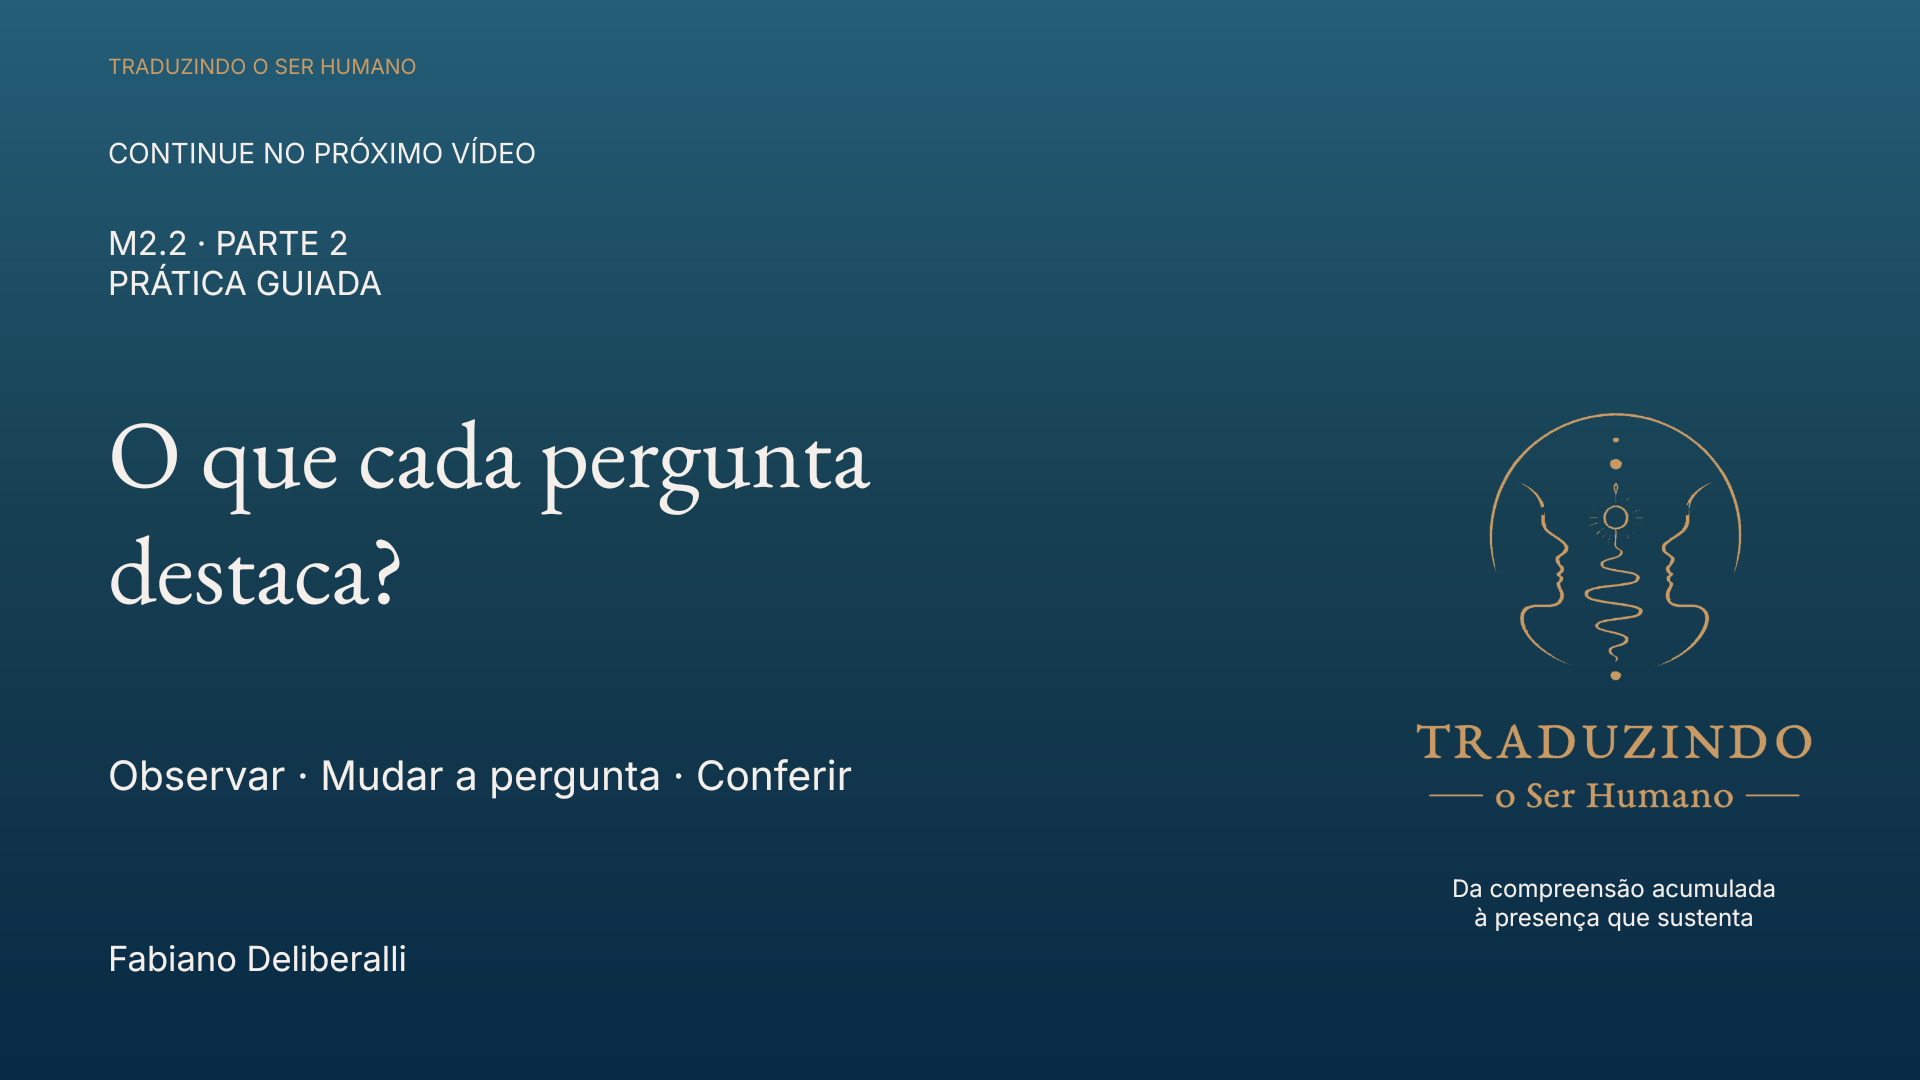 TRADUZINDO O SER HUMANO
CONTINUE NO PRÓXIMO VÍDEO
M2.2 · PARTE 2
PRÁTICA GUIADA
O que cada pergunta
destaca?
Observar · Mudar a pergunta · Conferir
Fabiano Deliberalli
TRADUZINDO
o Ser Humano
Da compreensão acumulada
à presença que sustenta